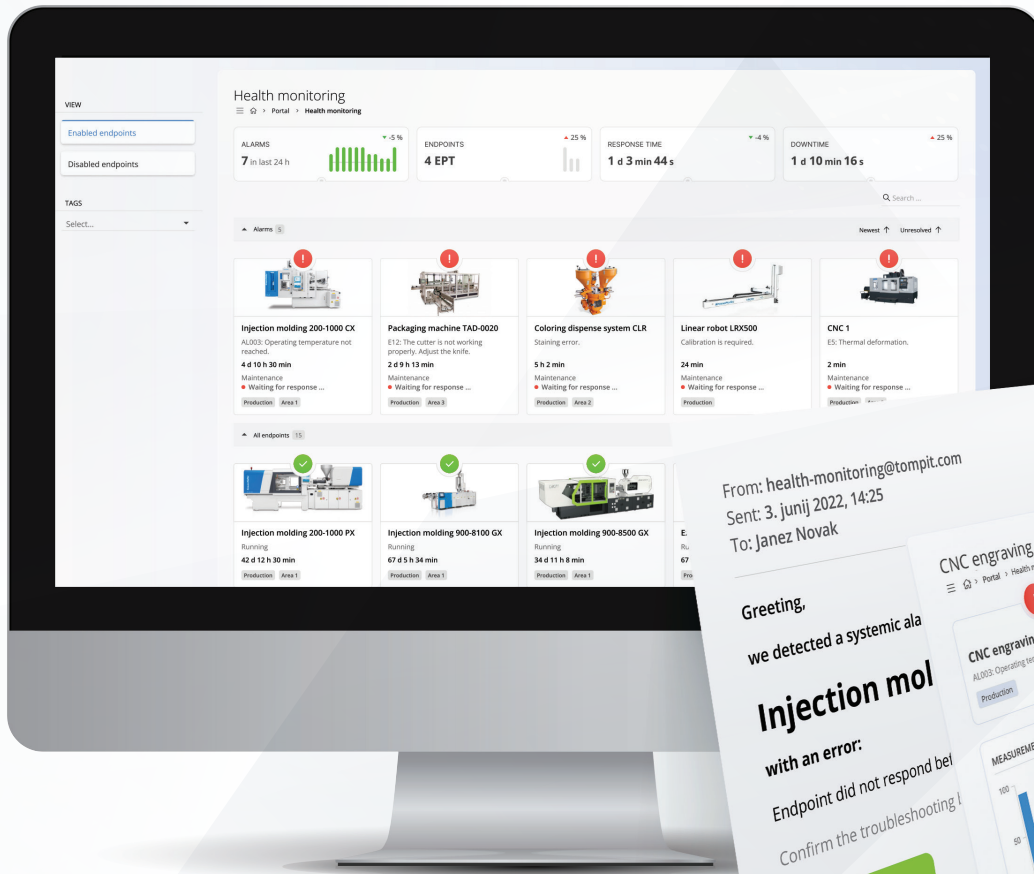 VIEW
Enabled endpoints
Disabled endpoints
TAGS
Select...
Health monitoring
Portal > Health monitoring
ALARMS
-5 %
7 in last 24 h
ENDPOINTS
25 %
4 EPT
RESPONSE TIME
-4 %
1 d 3 min 44 s
DOWNTIME
25 %
1 d 10 min 16 s
Search ...
Alarms 5
Newest ↑ Unresolved ↑
Injection molding 200-1000 CX
AL003: Operating temperature not
reached.
4 d 10 h 30 min
Maintenance
Waiting for response ...
Production Area 1
Packaging machine TAD-0020
E12: The cutter is not working
properly. Adjust the knife.
2 d 9 h 13 min
Maintenance
Waiting for response ...
Production Area 3
Coloring dispense system CLR
Staining error.
5 h 2 min
Maintenance
Waiting for response ...
Production Area 2
Linear robot LRX500
Calibration is required.
24 min
Maintenance
Waiting for response ...
Production
CNC 1
E5: Thermal deformation.
2 min
Maintenance
Waiting for response ...
Production
All endpoints 15
Injection molding 200-1000 PX
Running
42 d 12 h 30 min
Production Area 1
Injection molding 900-8100 GX
Running
67 d 5 h 34 min
Production Area 1
Injection molding 900-8500 GX
Running
34 d 11 h 8 min
Production Area 1
67
From: health-monitoring@tompit.com
Sent: 3. junij 2022, 14:25
To: Janez Novak
Greeting,
we detected a systemic ala
Injection mol
with an error:
Endpoint did not respond bef
Confirm the troubleshooting
CNC engraving
Portal > Health
CNC engravin
AL003: Operating
Production
MEASUREME
100
50